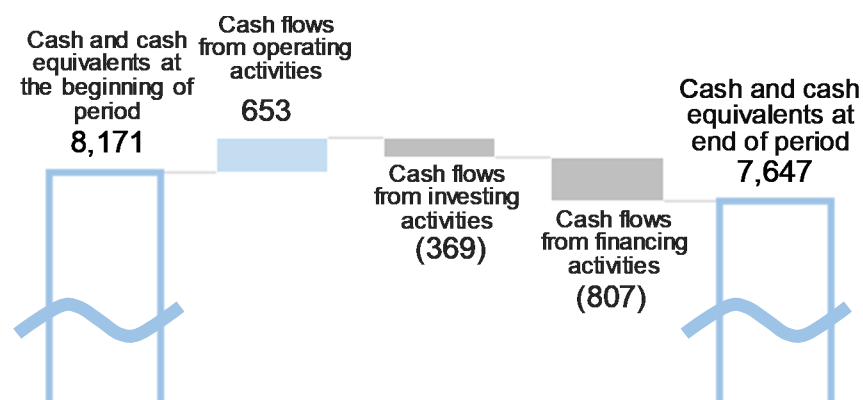 Cash and cash
equivalents at
the beginning of
period
8,171
Cash flows
from operating
activities
653
Cash flows
from investing
activities
(369)
Cash flows
from financing
activities
(807)
Cash and cash
equivalents at
end of period
7,647